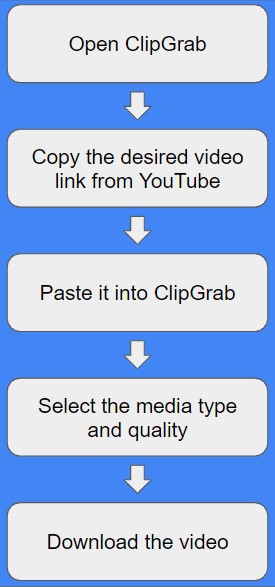 Open ClipGrab
Copy the desired video
link from YouTube
Paste it into ClipGrab
Select the media type
and quality
Download the video